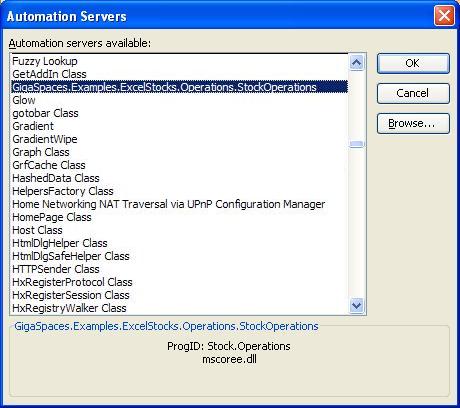 Automation Servers
Automation servers available:
Fuzzy Lookup
GetAddIn Class
GigaSpaces.Examples.ExcelStocks.Operations.StockOperations
Glow
gotobar Class
Gradient
GradientWipe
Graph Class
GrfCache Class
HashedData Class
HelpersFactory Class
Home Networking NAT Traversal via UPnP Configuration Manager
HomePage Class
Host Class
HtmlDlgHelper Class
HtmlDlgSafeHelper Class
HTTPSender Class
HxRegisterProtocol Class
HxRegisterSession Class
HxRegistryWalker Class
OK
Cancel
Browse...
GigaSpaces.Examples.ExcelStocks.Operations.StockOperations
ProgID: Stock.Operations
mscoree.dll